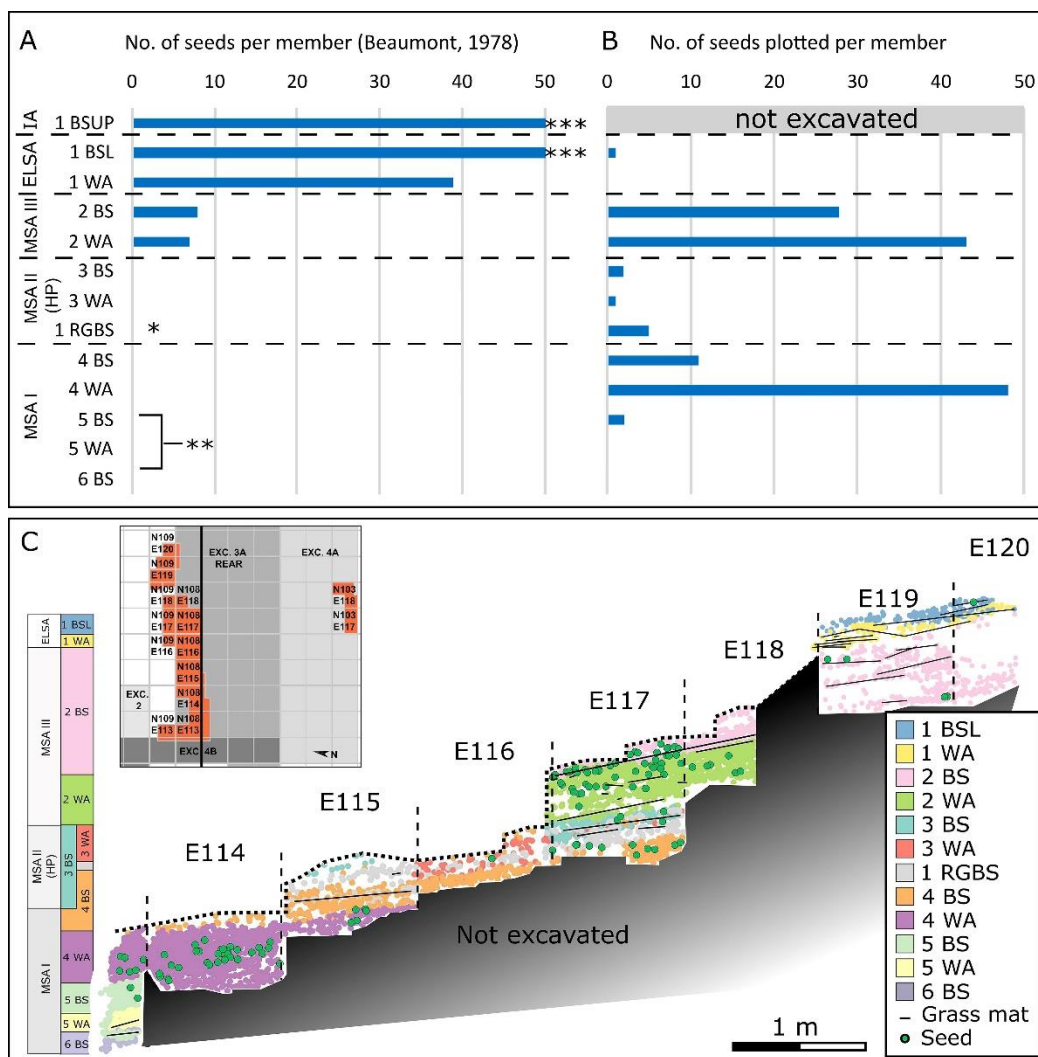 A No. of seeds per member (Beaumont, 1978)
0 10 20 30 40 50
IA
1 BSUP ***
ELSA
1 BSL ***
1 WA
MSA III
2 BS
2 WA
MSA II
(HP)
3 BS
3 WA
1 RGBS *
MSA I
4 BS
4 WA
5 BS
5 WA **
6 BS
B No. of seeds plotted per member
0 10 20 30 40 50
not excavated
C
N109
E120
N109
E119
N109 N108
E118 E118
N109 N108
E117 E117
N109 N108
E116 E116
N108
E115
N108
E114
N109 N108
E113 E113
EXC. 3A
REAR
EXC. 4A
N103
E118
N103
E117
EXC.
2
EXC. 4B
N
ELSA
1 BSL
1 WA
MSA III
2 BS
2 WA
MSA II
(HP)
3 BS
3 WA
4 BS
MSA I
4 WA
5 BS
5 WA
6 BS
E114
E115
E116
E117
E118
E119
E120
Not excavated
1 m
1 BSL
1 WA
2 BS
2 WA
3 BS
3 WA
1 RGBS
4 BS
4 WA
5 BS
5 WA
6 BS
Grass mat
Seed